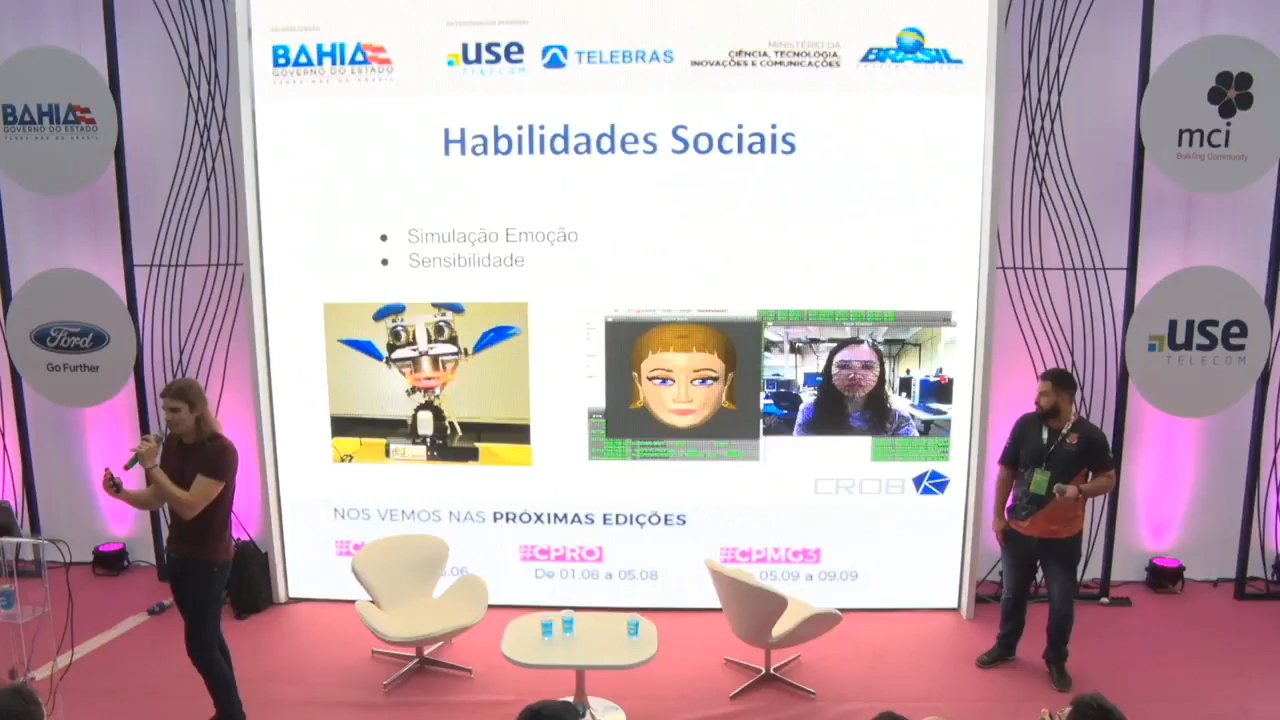 BAHIA
GOVERNO DO ESTADO
USE
TELECOM
TELEBRAS
MINISTÉRIO DA
CIÊNCIA, TECNOLOGIA,
INOVAÇÕES E COMUNICAÇÕES
BRASIL
Habilidades Sociais
• Simulação Emoção
• Sensibilidade
CROB
NOS VEMOS NAS PRÓXIMAS EDIÇÕES
#CPRO
#CPMG3
De 01.08 a 05.08
05.09 a 09.09
BAHIA
GOVERNO DO ESTADO
Ford
Go Further
mci
Building Community
USE
TELECOM